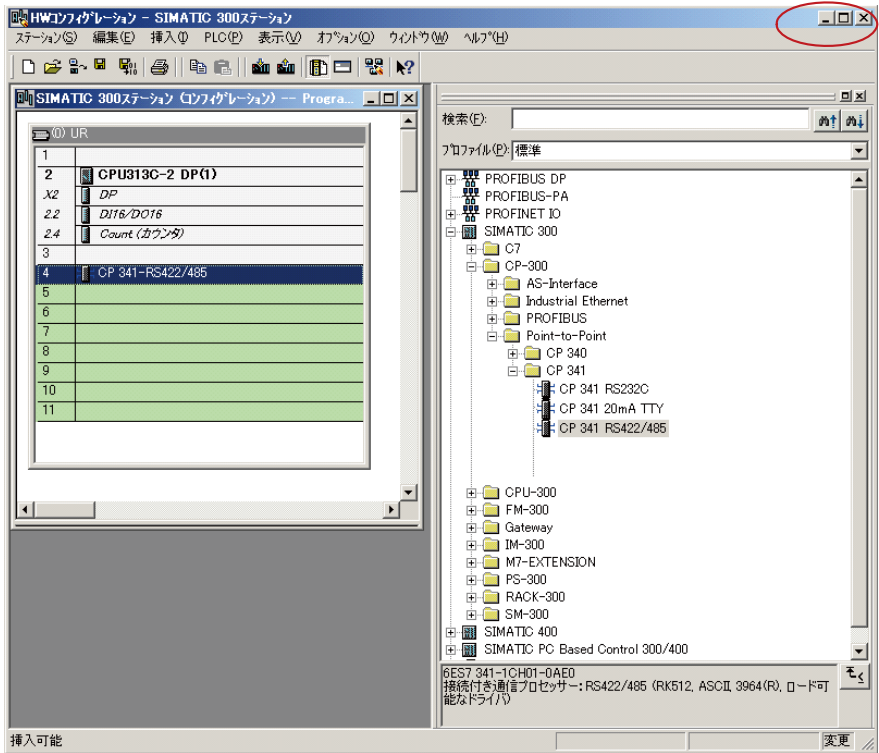 HWコンフィグレーション - SIMATIC 300ステーション
ステーション(S) 編集(E) 挿入(I) PLC(P) 表示(V) オプション(O) ウィンドウ(W) ヘルプ(H)
SIMATIC 300ステーション (コンフィグレーション) -- Progra...
(0) UR
1
2 CPU313C-2 DP(1)
X2 DP
2.2 DI16/DO16
2.4 Count (カウンタ)
3
4 CP 341-RS422/485
5
6
7
8
9
10
11
検索(F):
プロファイル(P): 標準
PROFIBUS DP
PROFIBUS-PA
PROFINET IO
SIMATIC 300
C7
CP-300
AS-Interface
Industrial Ethernet
PROFIBUS
Point-to-Point
CP 340
CP 341
CP 341 RS232C
CP 341 20mA TTY
CP 341 RS422/485
CPU-300
FM-300
Gateway
IM-300
M7-EXTENSION
PS-300
RACK-300
SM-300
SIMATIC 400
SIMATIC PC Based Control 300/400
6ES7 341-1CH01-0AE0
接続付き通信プロセッサー: RS422/485 (RK512, ASCII, 3964(R), ロード可
能なドライバ)
挿入可能
変更